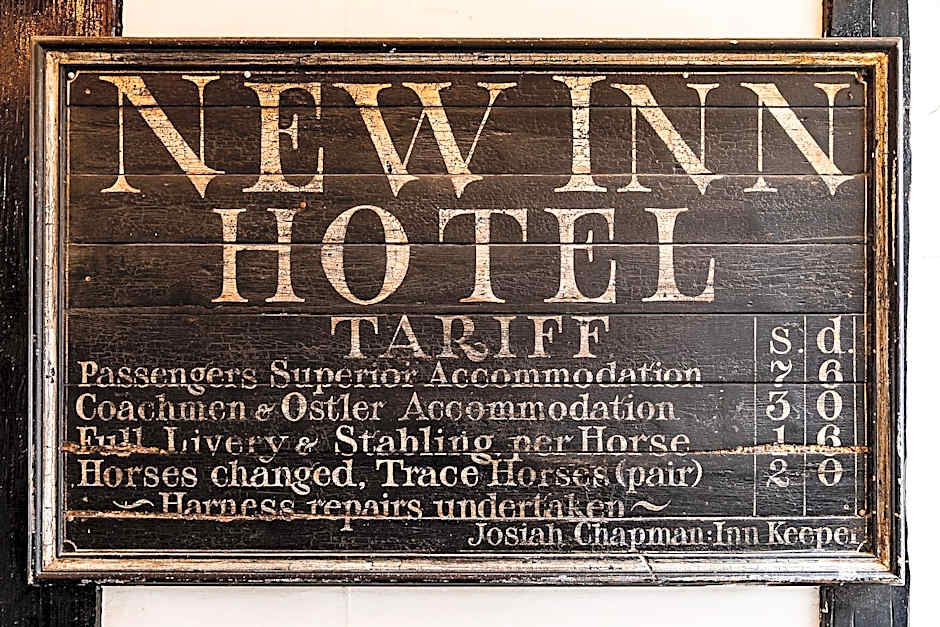 NEW INN
HOTEL
TARIFF s. d.
Passengers Superior Accommodation 7 6
Coachmen & Ostler Accommodation 3 0
Full Livery & Stabling per Horse 1 6
Horses changed, Trace Horses (pair) 2 0
~Harness repairs undertaken~
Josiah Chapman: Inn Keeper